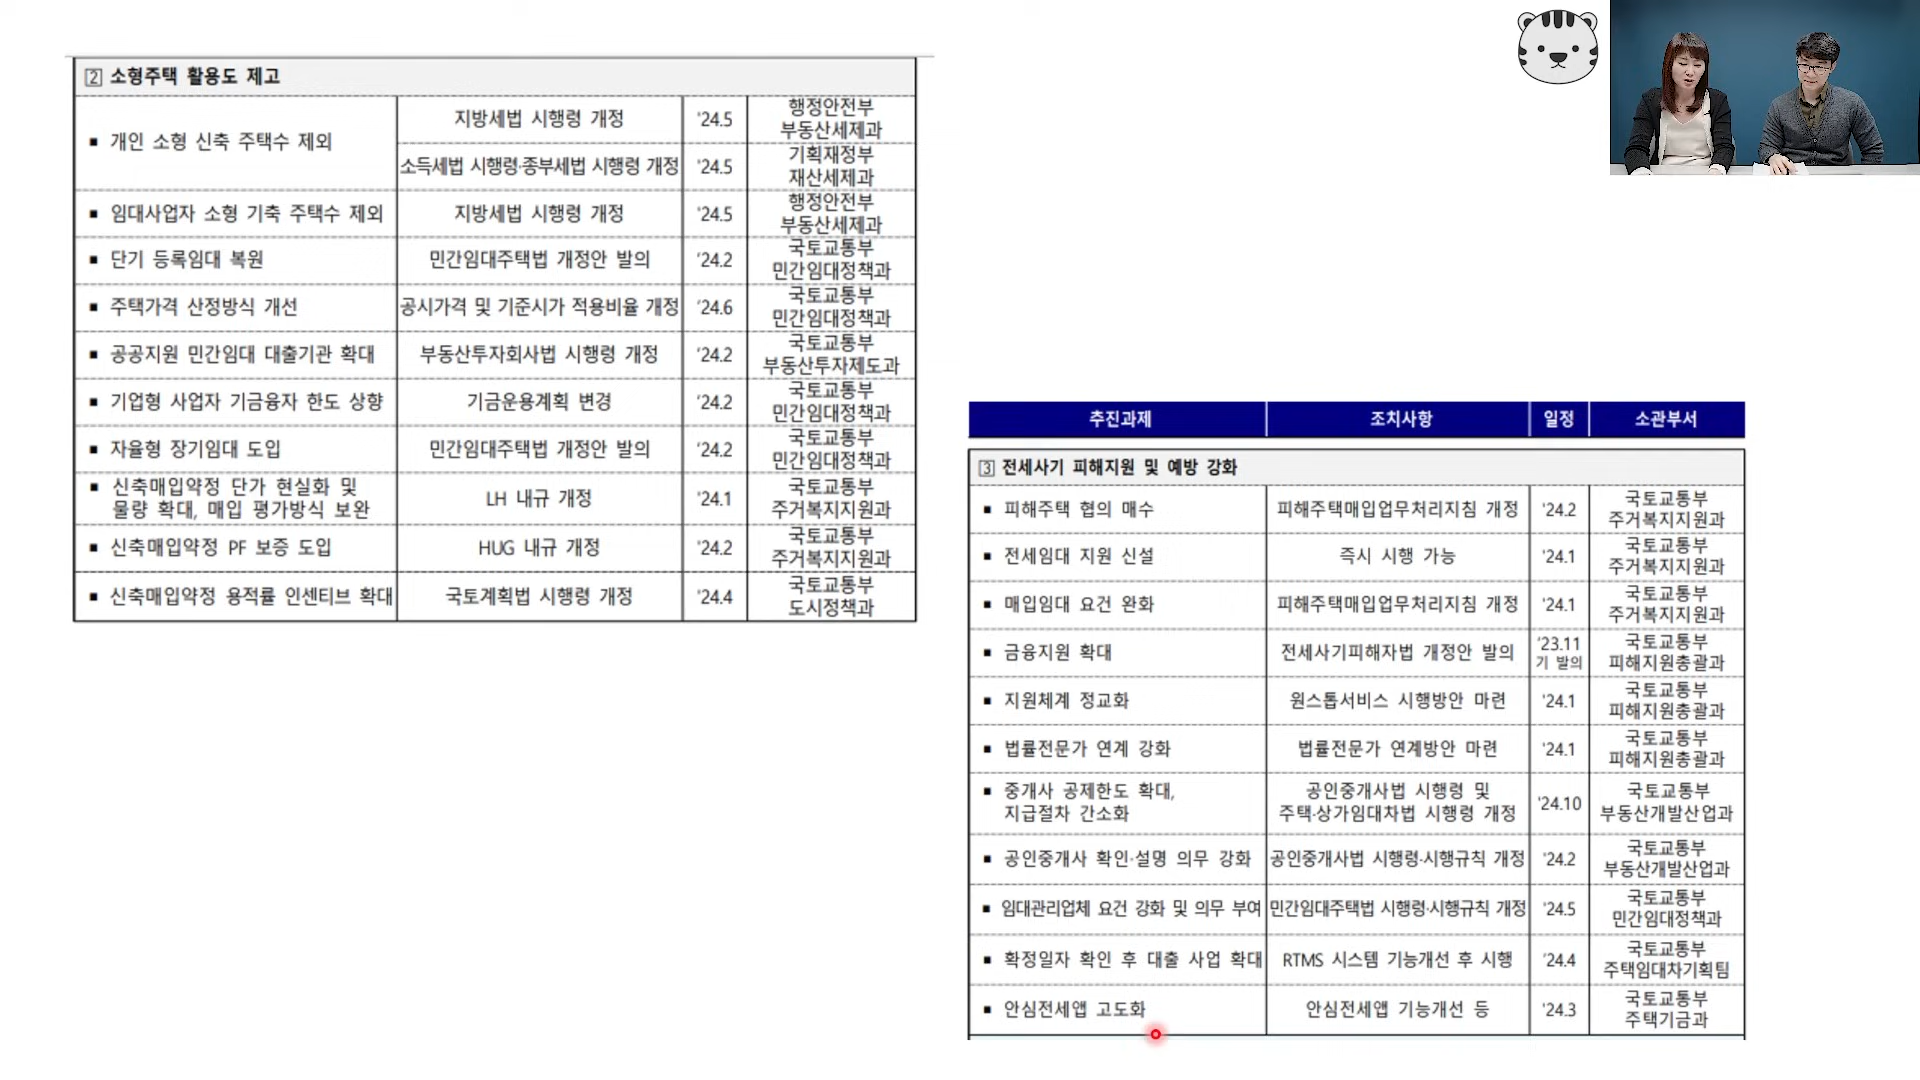 2 소형주택 활용도 제고
▪ 개인 소형 신축 주택수 제외
지방세법 시행령 개정
'24.5
행정안전부
부동산세제과
소득세법 시행령·종부세법 시행령 개정
'24.5
기획재정부
재산세제과
▪ 임대사업자 소형 기축 주택수 제외
지방세법 시행령 개정
'24.5
행정안전부
부동산세제과
▪ 단기 등록임대 복원
민간임대주택법 개정안 발의
'24.2
국토교통부
민간임대정책과
▪ 주택가격 산정방식 개선
공시가격 및 기준시가 적용비율 개정
'24.6
국토교통부
민간임대정책과
▪ 공공지원 민간임대 대출기관 확대
부동산투자회사법 시행령 개정
'24.2
국토교통부
부동산투자제도과
▪ 기업형 사업자 기금융자 한도 상향
기금운용계획 변경
'24.2
국토교통부
민간임대정책과
▪ 자율형 장기임대 도입
민간임대주택법 개정안 발의
'24.2
국토교통부
민간임대정책과
▪ 신축매입약정 단가 현실화 및
물량 확대, 매입 평가방식 보완
LH 내규 개정
'24.1
국토교통부
주거복지지원과
▪ 신축매입약정 PF 보증 도입
HUG 내규 개정
'24.2
국토교통부
주거복지지원과
▪ 신축매입약정 용적률 인센티브 확대
국토계획법 시행령 개정
'24.4
국토교통부
도시정책과
추진과제
조치사항
일정
소관부서
3 전세사기 피해지원 및 예방 강화
▪ 피해주택 협의 매수
피해주택매입업무처리지침 개정
'24.2
국토교통부
주거복지지원과
▪ 전세임대 지원 신설
즉시 시행 가능
'24.1
국토교통부
주거복지지원과
▪ 매입임대 요건 완화
피해주택매입업무처리지침 개정
'24.1
국토교통부
주거복지지원과
▪ 금융지원 확대
전세사기피해자법 개정안 발의
'23.11
기 발의
국토교통부
피해지원총괄과
▪ 지원체계 정교화
원스톱서비스 시행방안 마련
'24.1
국토교통부
피해지원총괄과
▪ 법률전문가 연계 강화
법률전문가 연계방안 마련
'24.1
국토교통부
피해지원총괄과
▪ 중개사 공제한도 확대,
지급절차 간소화
공인중개사법 시행령 및
주택·상가임대차법 시행령 개정
'24.10
국토교통부
부동산개발산업과
▪ 공인중개사 확인·설명 의무 강화
공인중개사법 시행령·시행규칙 개정
'24.2
국토교통부
부동산개발산업과
▪ 임대관리업체 요건 강화 및 의무 부여
민간임대주택법 시행령·시행규칙 개정
'24.5
국토교통부
민간임대정책과
▪ 확정일자 확인 후 대출 사업 확대
RTMS 시스템 기능개선 후 시행
'24.4
국토교통부
주택임대차기획팀
▪ 안심전세앱 고도화
안심전세앱 기능개선 등
'24.3
국토교통부
주택기금과